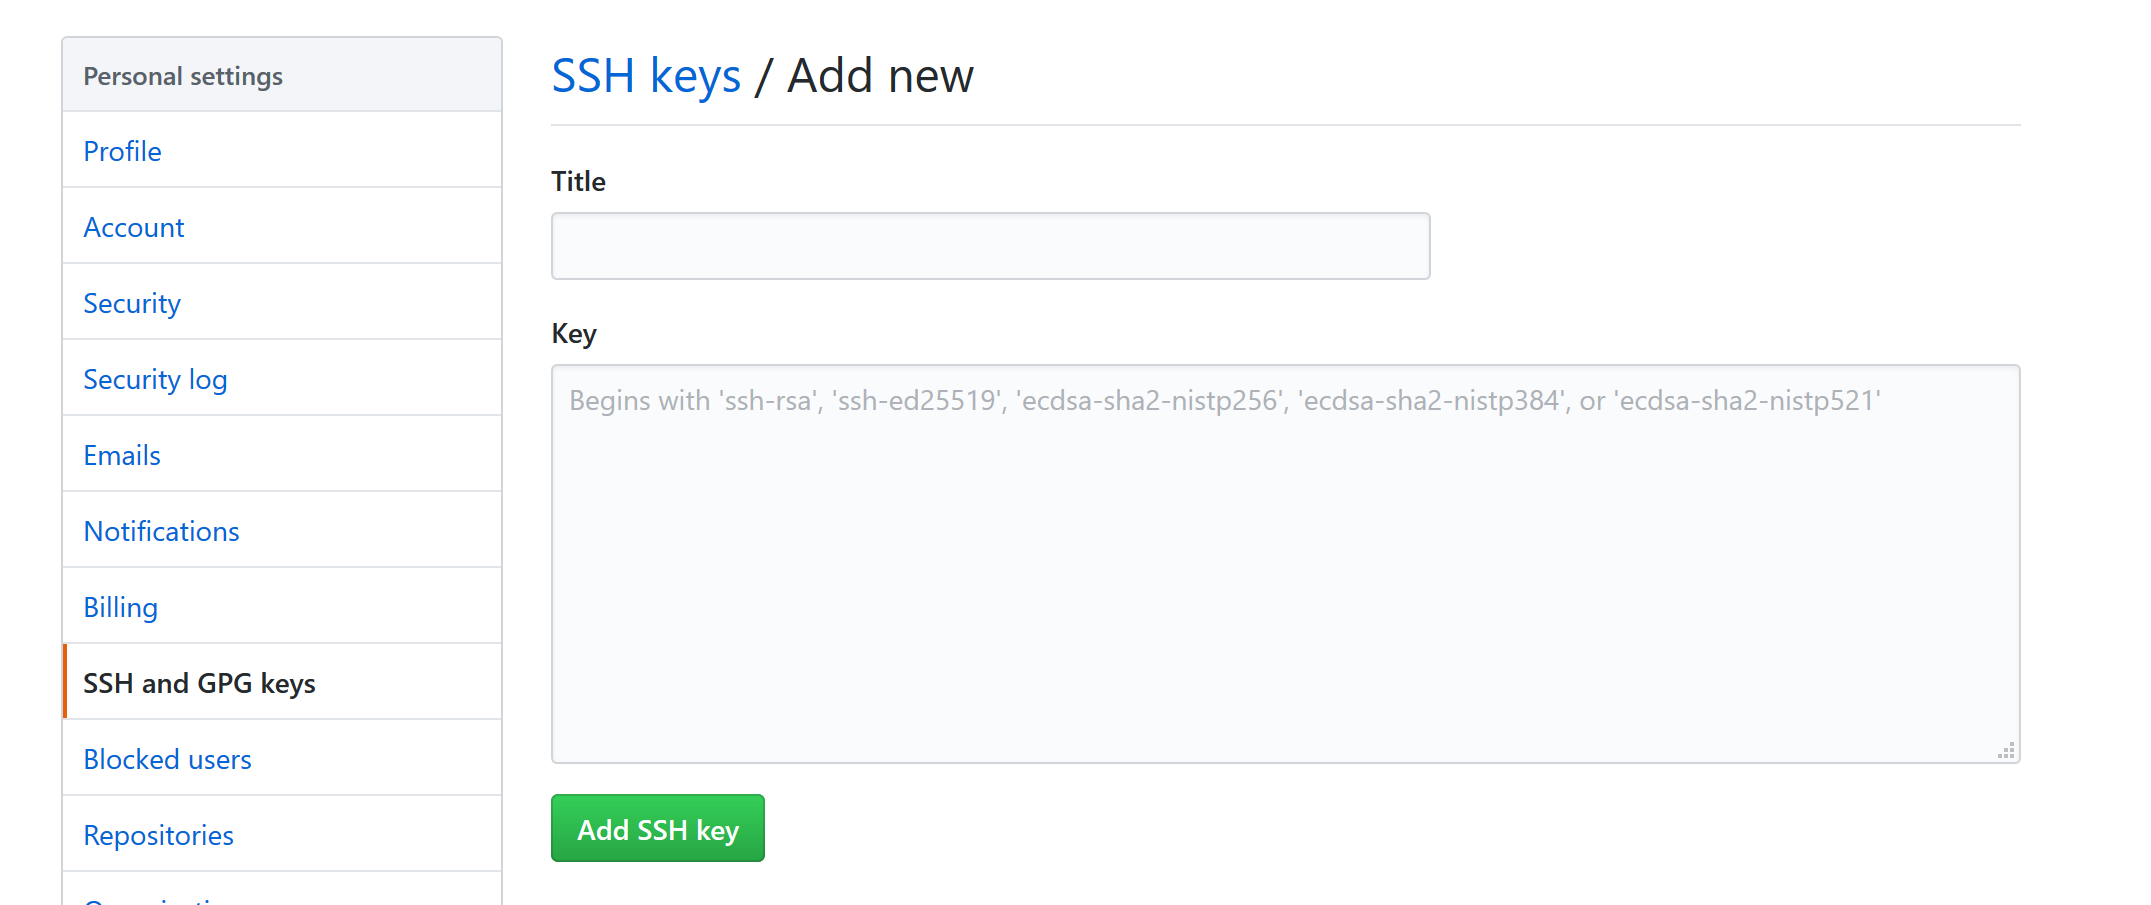 Personal settings
Profile
Account
Security
Security log
Emails
Notifications
Billing
SSH and GPG keys
Blocked users
Repositories
SSH keys / Add new
Title
Key
Begins with 'ssh-rsa', 'ssh-ed25519', 'ecdsa-sha2-nistp256', 'ecdsa-sha2-nistp384', or 'ecdsa-sha2-nistp521'
Add SSH key